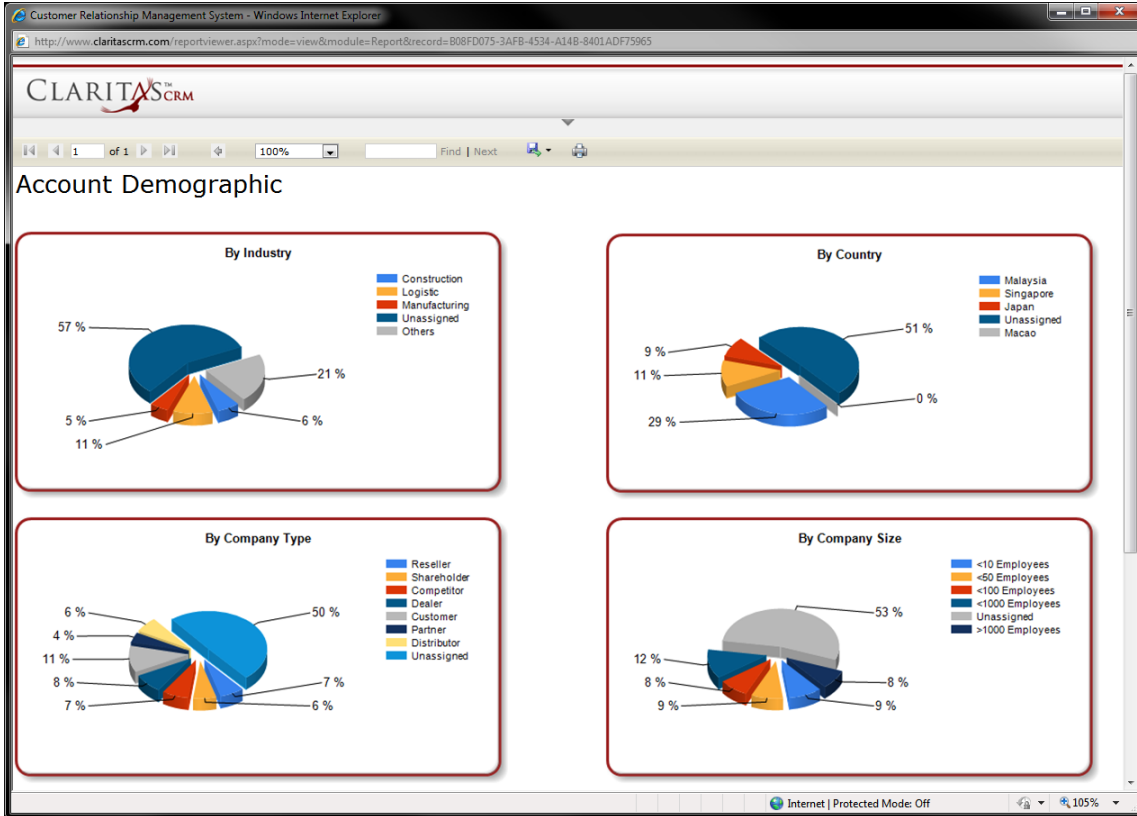 Customer Relationship Management System - Windows Internet Explorer
http://www.claritascrm.com/reportviewer.aspx?mode=view&module=Report&record=B08FD075-3AFB-4534-A14B-8401ADF75965
CLARITAS™CRM
1 of 1 100% Find | Next
Account Demographic
By Industry
Construction
Logistic
Manufacturing
Unassigned
Others
57 %
21 %
5 %
6 %
11 %
By Country
Malaysia
Singapore
Japan
Unassigned
Macao
51 %
9 %
11 %
0 %
29 %
By Company Type
Reseller
Shareholder
Competitor
Dealer
Customer
Partner
Distributor
Unassigned
6 %
50 %
4 %
11 %
8 %
7 %
7 %
6 %
By Company Size
<10 Employees
<50 Employees
<100 Employees
<1000 Employees
Unassigned
>1000 Employees
53 %
12 %
8 %
8 %
9 %
9 %
Internet | Protected Mode: Off
105%